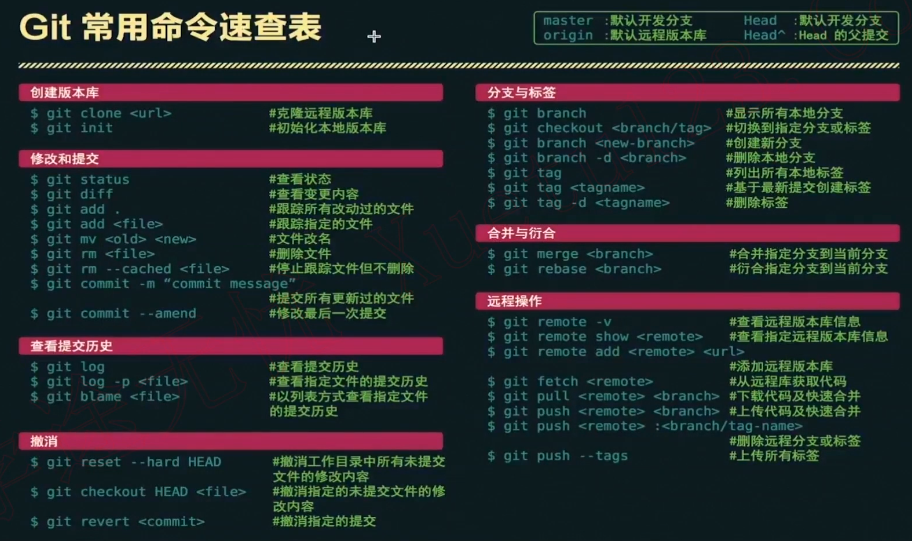 Git 常用命令速查表
master :默认开发分支 Head :默认开发分支
origin :默认远程版本库 Head^ :Head 的父提交
创建版本库
$ git clone <url> #克隆远程版本库
$ git init #初始化本地版本库
修改和提交
$ git status #查看状态
$ git diff #查看变更内容
$ git add . #跟踪所有改动过的文件
$ git add <file> #跟踪指定的文件
$ git mv <old> <new> #文件改名
$ git rm <file> #删除文件
$ git rm --cached <file> #停止跟踪文件但不删除
$ git commit -m “commit message”
#提交所有更新过的文件
$ git commit --amend #修改最后一次提交
查看提交历史
$ git log #查看提交历史
$ git log -p <file> #查看指定文件的提交历史
$ git blame <file> #以列表方式查看指定文件
的提交历史
撤消
$ git reset --hard HEAD #撤消工作目录中所有未提交
文件的修改内容
$ git checkout HEAD <file> #撤消指定的未提交文件的修
改内容
$ git revert <commit> #撤消指定的提交
分支与标签
$ git branch #显示所有本地分支
$ git checkout <branch/tag> #切换到指定分支或标签
$ git branch <new-branch> #创建新分支
$ git branch -d <branch> #删除本地分支
$ git tag #列出所有本地标签
$ git tag <tagname> #基于最新提交创建标签
$ git tag -d <tagname> #删除标签
合并与衍合
$ git merge <branch> #合并指定分支到当前分支
$ git rebase <branch> #衍合指定分支到当前分支
远程操作
$ git remote -v #查看远程版本库信息
$ git remote show <remote> #查看指定远程版本库信息
$ git remote add <remote> <url>
#添加远程版本库
$ git fetch <remote> #从远程库获取代码
$ git pull <remote> <branch> #下载代码及快速合并
$ git push <remote> <branch> #上传代码及快速合并
$ git push <remote> :<branch/tag-name>
#删除远程分支或标签
$ git push --tags #上传所有标签